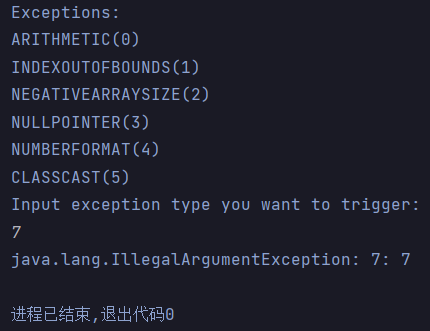 Exceptions:
ARITHMETIC(0)
INDEXOUTOFBOUNDS(1)
NEGATIVEARRAYSIZE(2)
NULLPOINTER(3)
NUMBERFORMAT(4)
CLASSCAST(5)
Input exception type you want to trigger:
7
java.lang.IllegalArgumentException: 7: 7
进程已结束,退出代码0